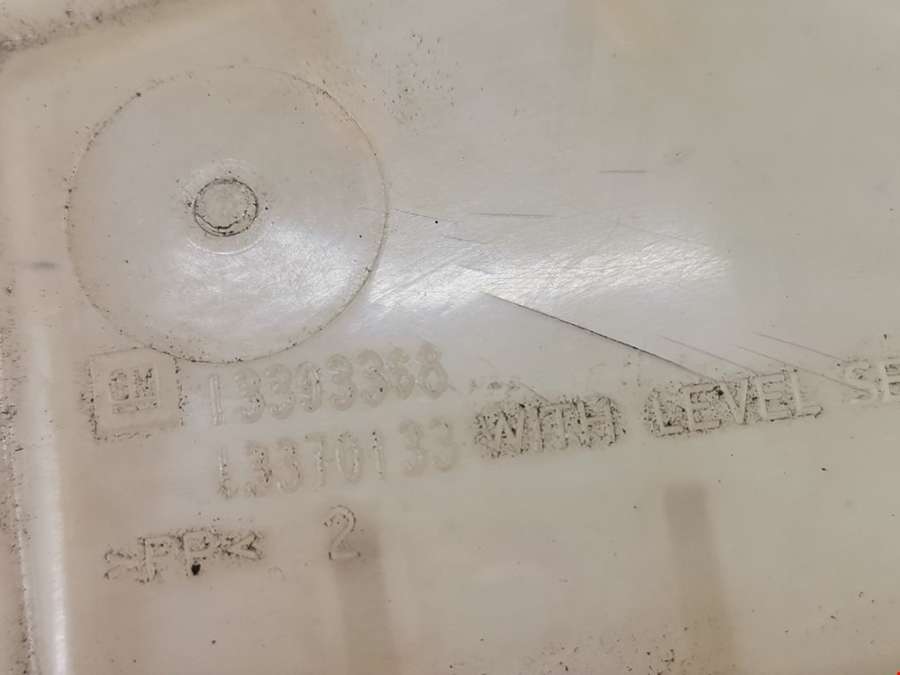 GM 13393368
13370133 WITH LEVEL SE
>PP< 2